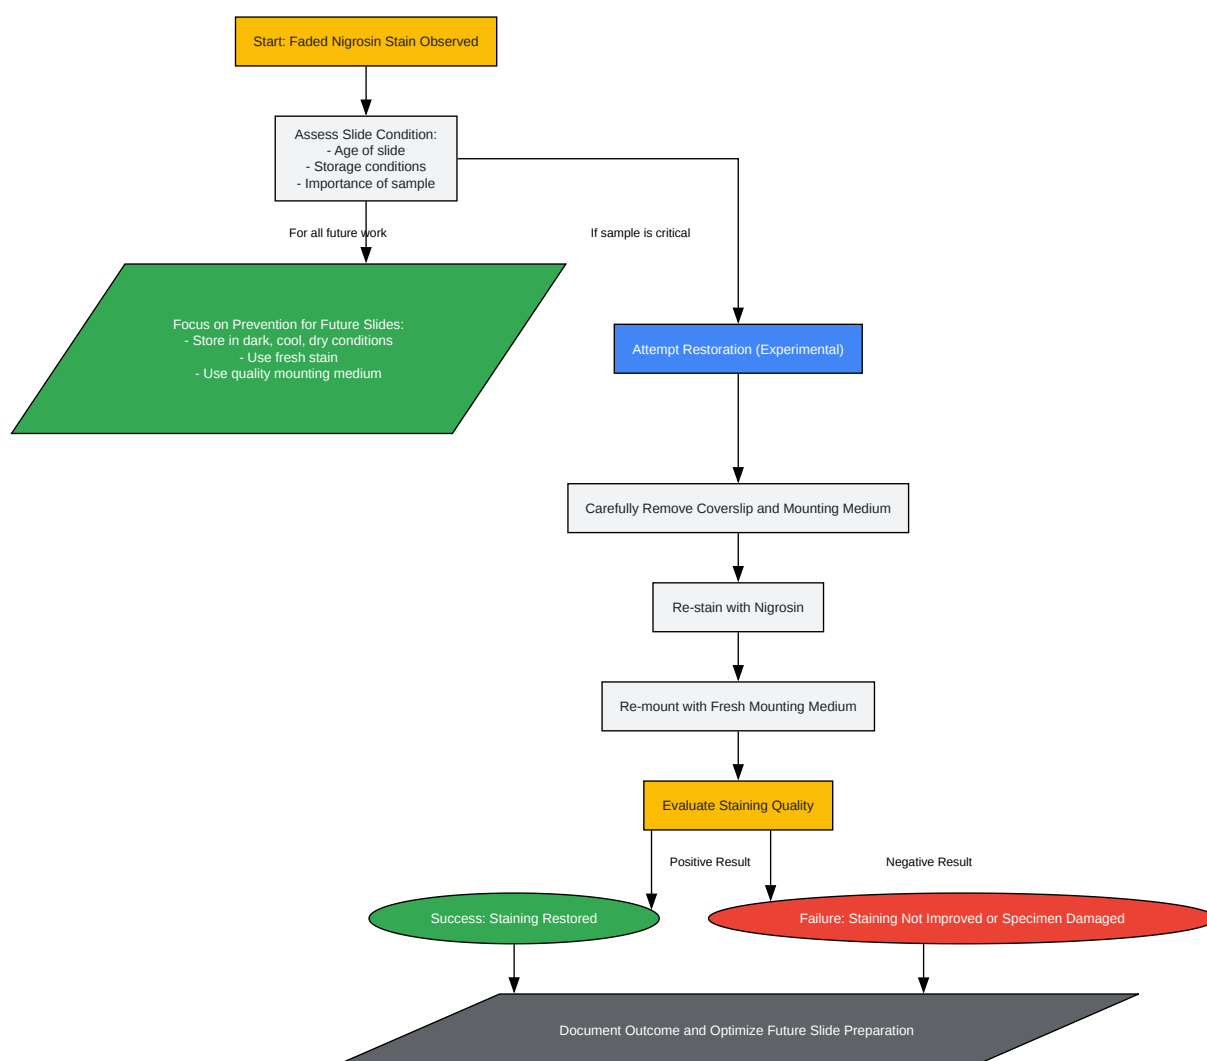 Start: Faded Nigrosin Stain Observed
Assess Slide Condition:
- Age of slide
- Storage conditions
- Importance of sample
For all future work
If sample is critical
Focus on Prevention for Future Slides:
- Store in dark, cool, dry conditions
- Use fresh stain
- Use quality mounting medium
Attempt Restoration (Experimental)
Carefully Remove Coverslip and Mounting Medium
Re-stain with Nigrosin
Re-mount with Fresh Mounting Medium
Evaluate Staining Quality
Positive Result
Negative Result
Success: Staining Restored
Failure: Staining Not Improved or Specimen Damaged
Document Outcome and Optimize Future Slide Preparation